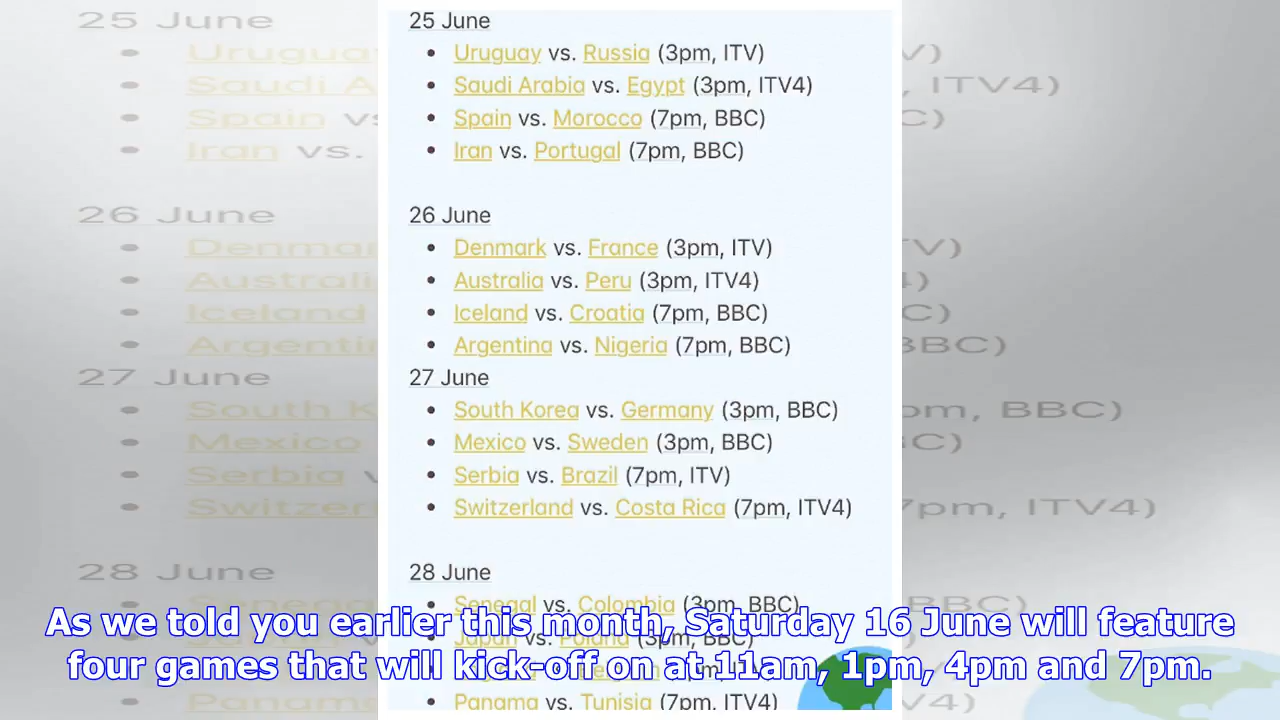 25 June
• Uruguay vs. Russia (3pm, ITV)
• Saudi Arabia vs. Egypt (3pm, ITV4)
• Spain vs. Morocco (7pm, BBC)
• Iran vs. Portugal (7pm, BBC)
26 June
• Denmark vs. France (3pm, ITV)
• Australia vs. Peru (3pm, ITV4)
• Iceland vs. Croatia (7pm, BBC)
• Argentina vs. Nigeria (7pm, BBC)
27 June
• South Korea vs. Germany (3pm, BBC)
• Mexico vs. Sweden (3pm, BBC)
• Serbia vs. Brazil (7pm, ITV)
• Switzerland vs. Costa Rica (7pm, ITV4)
28 June
• Senegal vs. Colombia (3pm, BBC)
• Japan vs. Poland (3pm, BBC)
• Panama vs. Tunisia (7pm, ITV4)
As we told you earlier this month, Saturday 16 June will feature
four games that will kick-off on at 11am, 1pm, 4pm and 7pm.